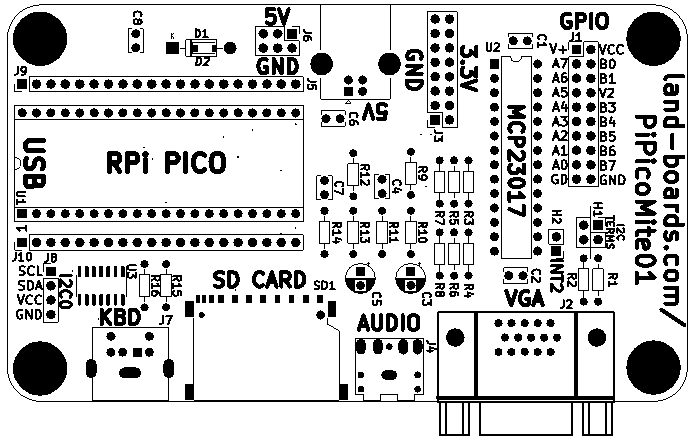 C8
K
D1
D2
5V
J6
GND
J5
J9
GND
5V
C6
3.3V
J3
U2
C1
MCP23017
GPIO
J1
V+ VCC
A7 B0
A6 B1
A5 V2
A4 B3
A3 B4
A2 B5
A1 B6
A0 B7
GD GND
land-boards.com/
PiPicoMite01
USB
RPi PICO
U1
1
R12
R9
C7
C4
R14
R13
R11
R10
R7
R5
R3
R8
R6
R4
H2
INT2
H1
I2C
TERMS
R2
R1
C2
VGA
J2
J10
J8
SCL
SDA
VCC
GND
I2C0
U3
R16
R15
SD CARD
SD1
C5
C3
KBD
J7
AUDIO
J4